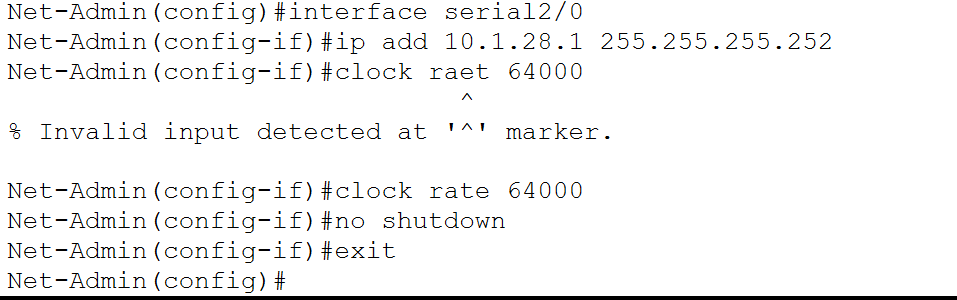 Net-Admin(config)#interface serial2/0
Net-Admin(config-if)#ip add 10.1.28.1 255.255.255.252
Net-Admin(config-if)#clock raet 64000
^
% Invalid input detected at '^' marker.
Net-Admin(config-if)#clock rate 64000
Net-Admin(config-if)#no shutdown
Net-Admin(config-if)#exit
Net-Admin(config)#